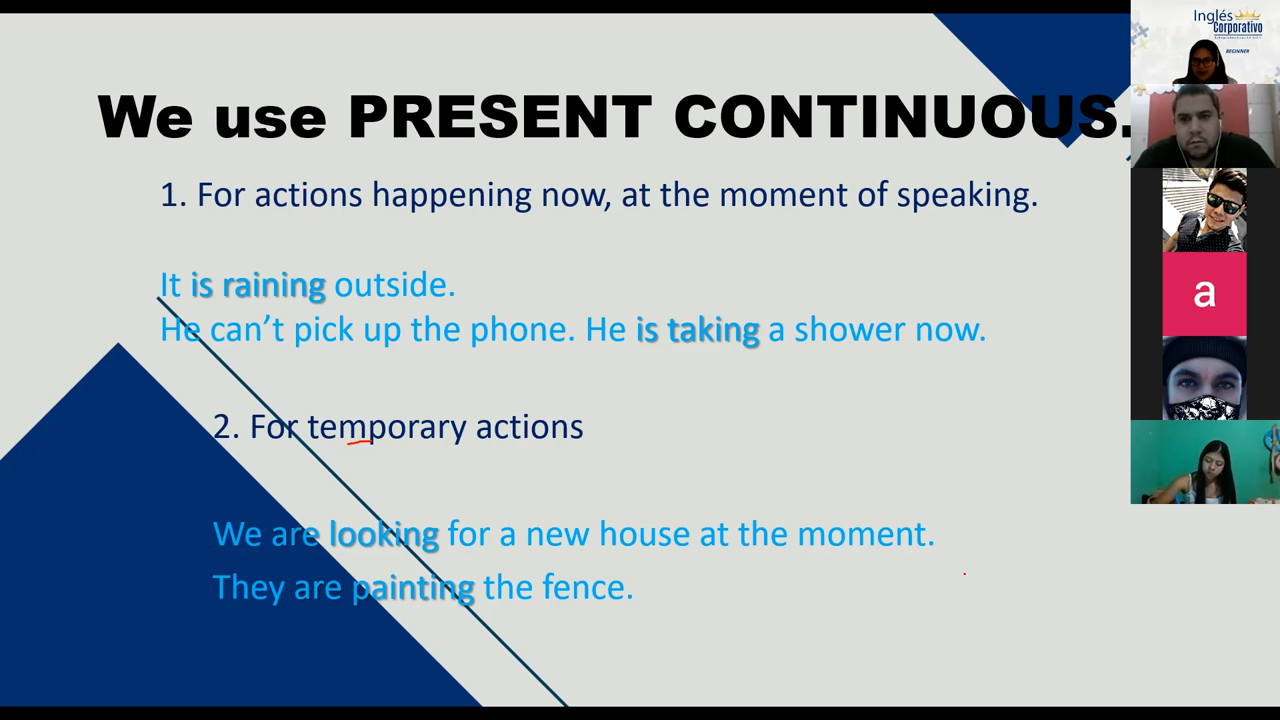 We use PRESENT CONTINUOUS.
1. For actions happening now, at the moment of speaking.
It is raining outside.
He can’t pick up the phone. He is taking a shower now.
2. For temporary actions
We are looking for a new house at the moment.
They are painting the fence.
Inglés
Corporativo
BEGINNER
a